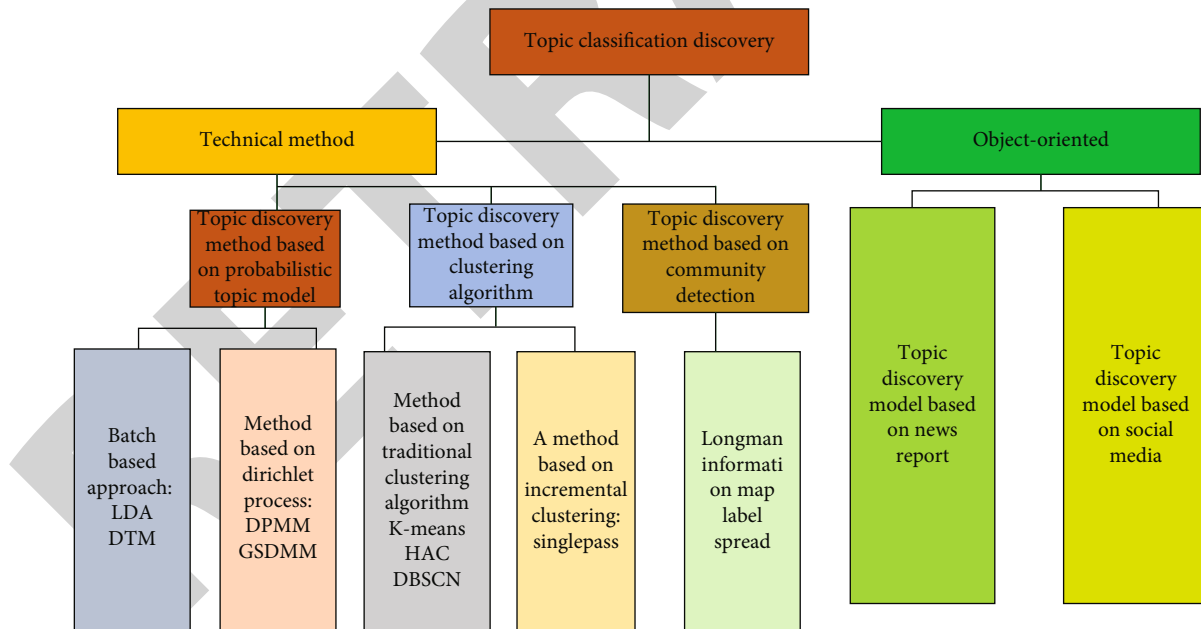 Topic classification discovery
Technical method
Object-oriented
Topic discovery
method based
on probabilistic
topic model
Topic discovery
method based on
clustering
algorithm
Topic discovery
method based on
community
detection
Batch
based
approach:
LDA
DTM
Method
based on
dirichlet
process:
DPMM
GSDMM
Method
based on
traditional
clustering
algorithm
K-means
HAC
DBSCN
A method
based on
incremental
clustering:
singlepass
Longman
informati
on map
label
spread
Topic
discovery
model based
on news
report
Topic
discovery
model based
on social
media